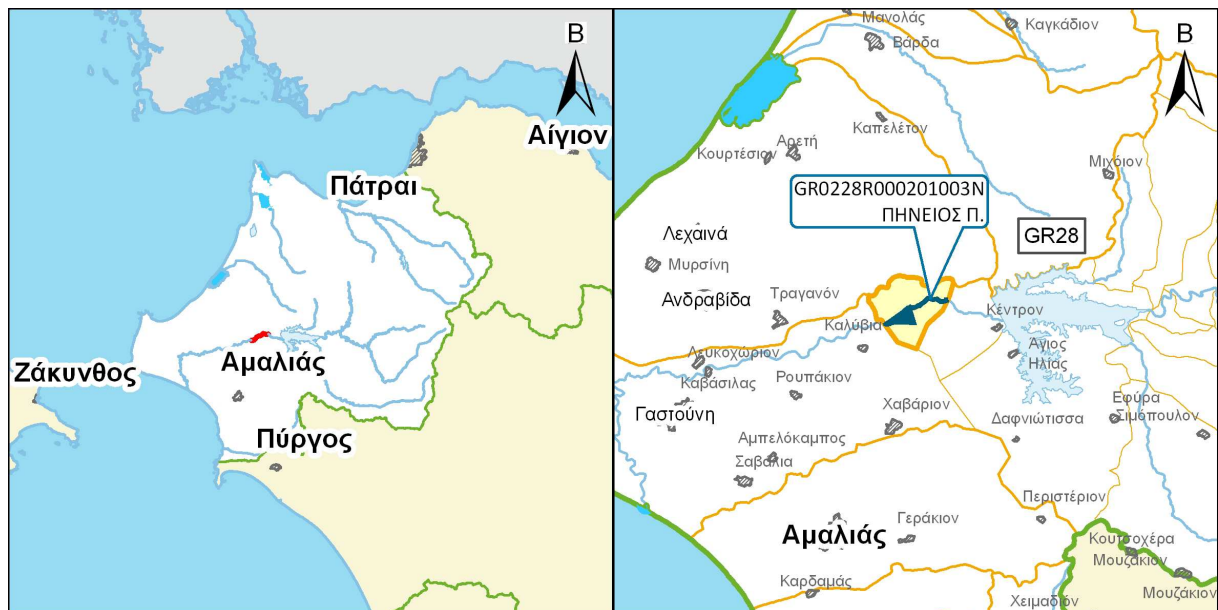 Β
Αίγιον
Πάτραι
Ζάκυνθος
Αμαλιάς
Πύργος
Μανολάς
Βάρδα
Καγκάδιον
Β
Καπελέτον
Αρετή
Κουρτέσιον
Μιχόιον
GR0228R000201003N
ΠΗΝΕΙΟΣ Π.
GR28
Λεχαινά
Μυρσίνη
Ανδραβίδα
Τραγανόν
Καλύβια
Κέντρον
Άγιος
Ηλίας
Λευκοχώριον
Καβάσιλας
Ρουπάκιον
Γαστούνη
Χαβάριον
Δαφνιώτισσα
Εφύρα
Σιμόπουλον
Αμπελόκαμπος
Σαβάλια
Περιστέριον
Αμαλιάς
Γεράκιον
Κουτσοχέρα
Μουζάκιον
Μουζάκιον
Καρδαμάς
Χειμαδιόν